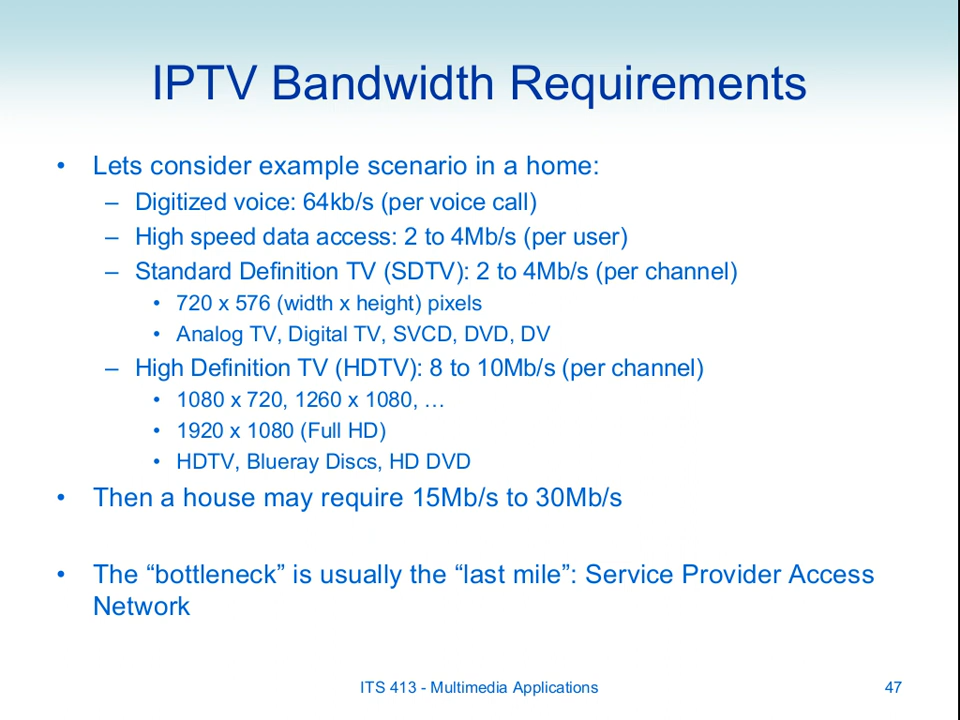 IPTV Bandwidth Requirements
• Lets consider example scenario in a home:
– Digitized voice: 64kb/s (per voice call)
– High speed data access: 2 to 4Mb/s (per user)
– Standard Definition TV (SDTV): 2 to 4Mb/s (per channel)
• 720 x 576 (width x height) pixels
• Analog TV, Digital TV, SVCD, DVD, DV
– High Definition TV (HDTV): 8 to 10Mb/s (per channel)
• 1080 x 720, 1260 x 1080, …
• 1920 x 1080 (Full HD)
• HDTV, Blueray Discs, HD DVD
• Then a house may require 15Mb/s to 30Mb/s
• The “bottleneck” is usually the “last mile”: Service Provider Access
Network
ITS 413 - Multimedia Applications
47